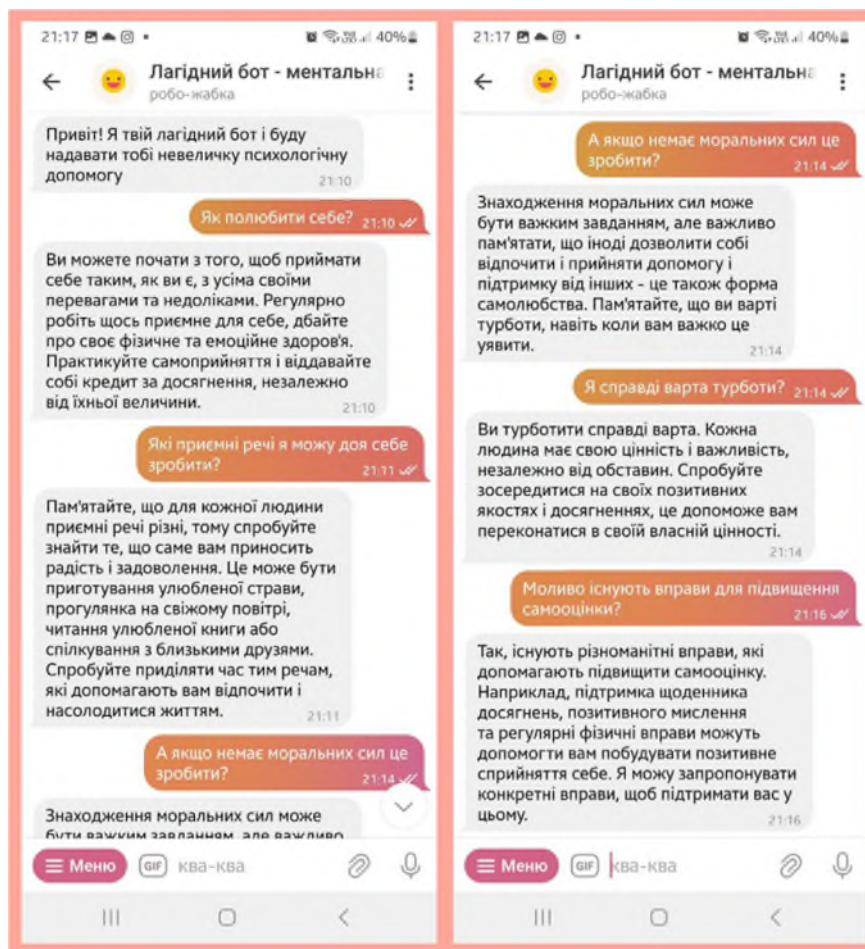 21:17
40%
Лагідний бот - ментальна
робо-жабка
Привіт! Я твій лагідний бот і буду
надавати тобі невеличку психологічну
допомогу
21:10
Як полюбити себе? 21:10
Ви можете почати з того, щоб приймати
себе таким, як ви є, з усіма своїми
перевагами та недоліками. Регулярно
робіть щось приємне для себе, дбайте
про своє фізичне та емоційне здоров'я.
Практикуйте самоприйняття і віддавайте
собі кредит за досягнення, незалежно
від їхньої величини.
21:10
Які приємні речі я можу доя себе
зробити?
21:11
Пам'ятайте, що для кожної людини
приємні речі різні, тому спробуйте
знайти те, що саме вам приносить
радість і задоволення. Це може бути
приготування улюбленої страви,
прогулянка на свіжому повітрі,
читання улюбленої книги або
спілкування з близькими друзями.
Спробуйте приділяти час тим речам,
які допомагають вам відпочити і
насолодитися життям.
21:11
А якщо немає моральних сил це
зробити?
21:14
Знаходження моральних сил може
бути важким завданням, але важливо
Меню GIF ква-ква
21:17
40%
Лагідний бот - ментальна
робо-жабка
А якщо немає моральних сил це
зробити?
21:14
Знаходження моральних сил може
бути важким завданням, але важливо
пам'ятати, що іноді дозволити собі
відпочити і прийняти допомогу і
підтримку від інших - це також форма
самолюбства. Пам'ятайте, що ви варті
турботи, навіть коли вам важко це
уявити.
21:14
Я справді варта турботи? 21:14
Ви турботити справді варта. Кожна
людина має свою цінність і важливість,
незалежно від обставин. Спробуйте
зосередитися на своїх позитивних
якостях і досягненнях, це допоможе вам
переконатися в своїй власній цінності.
21:14
Моливо існують вправи для підвищення
самооцінки?
21:16
Так, існують різноманітні вправи, які
допомагають підвищити самооцінку.
Наприклад, підтримка щоденника
досягнень, позитивного мислення
та регулярні фізичні вправи можуть
допомогти вам побудувати позитивне
сприйняття себе. Я можу запропонувати
конкретні вправи, щоб підтримати вас у
цьому.
21:16
Меню GIF ква-ква